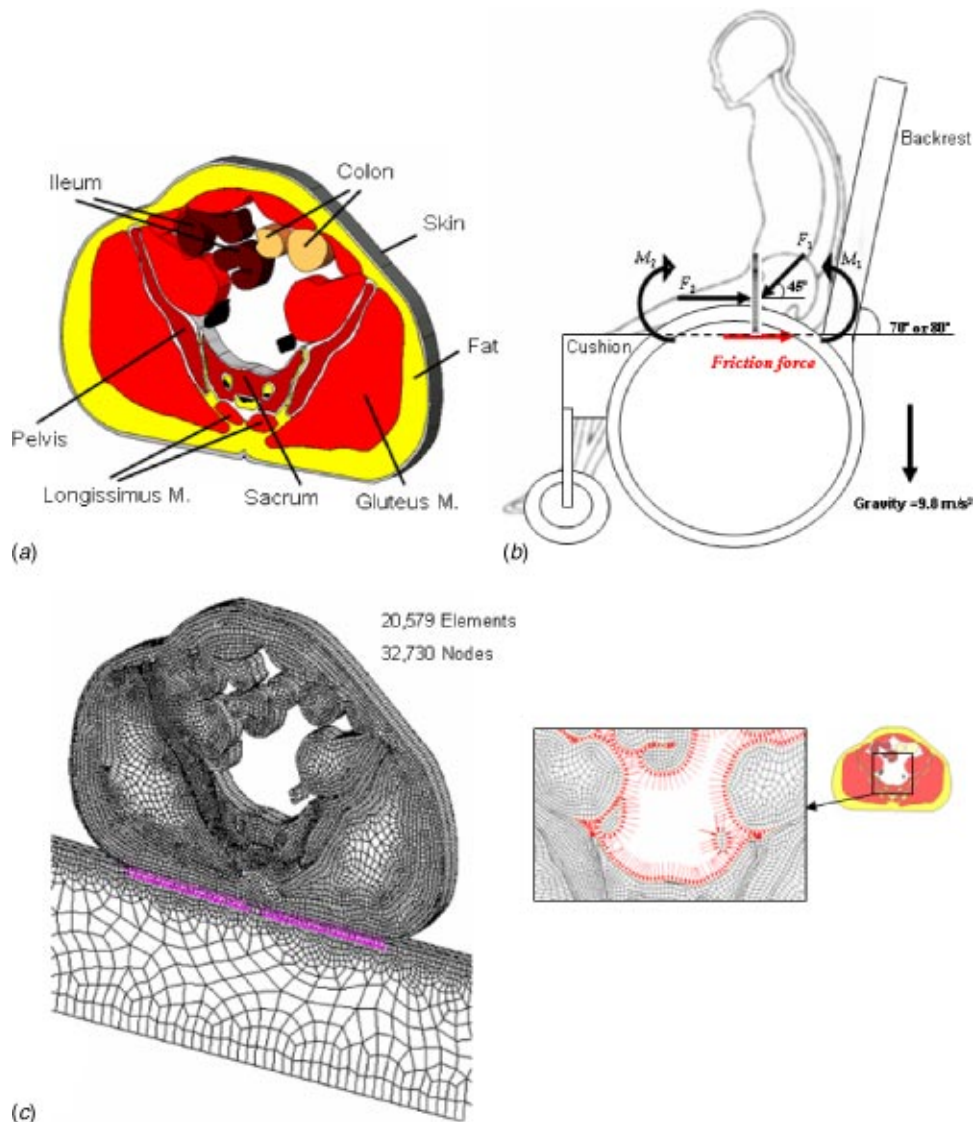 Ileum
Colon
Skin
Fat
Pelvis
Longissimus M.
Sacrum
Gluteus M.
(a)
Backrest
M₂
F₂
F₁
M₁
45°
70° or 80°
Cushion
Friction force
Gravity =9.8 m/s²
(b)
20,579 Elements
32,730 Nodes
(c)